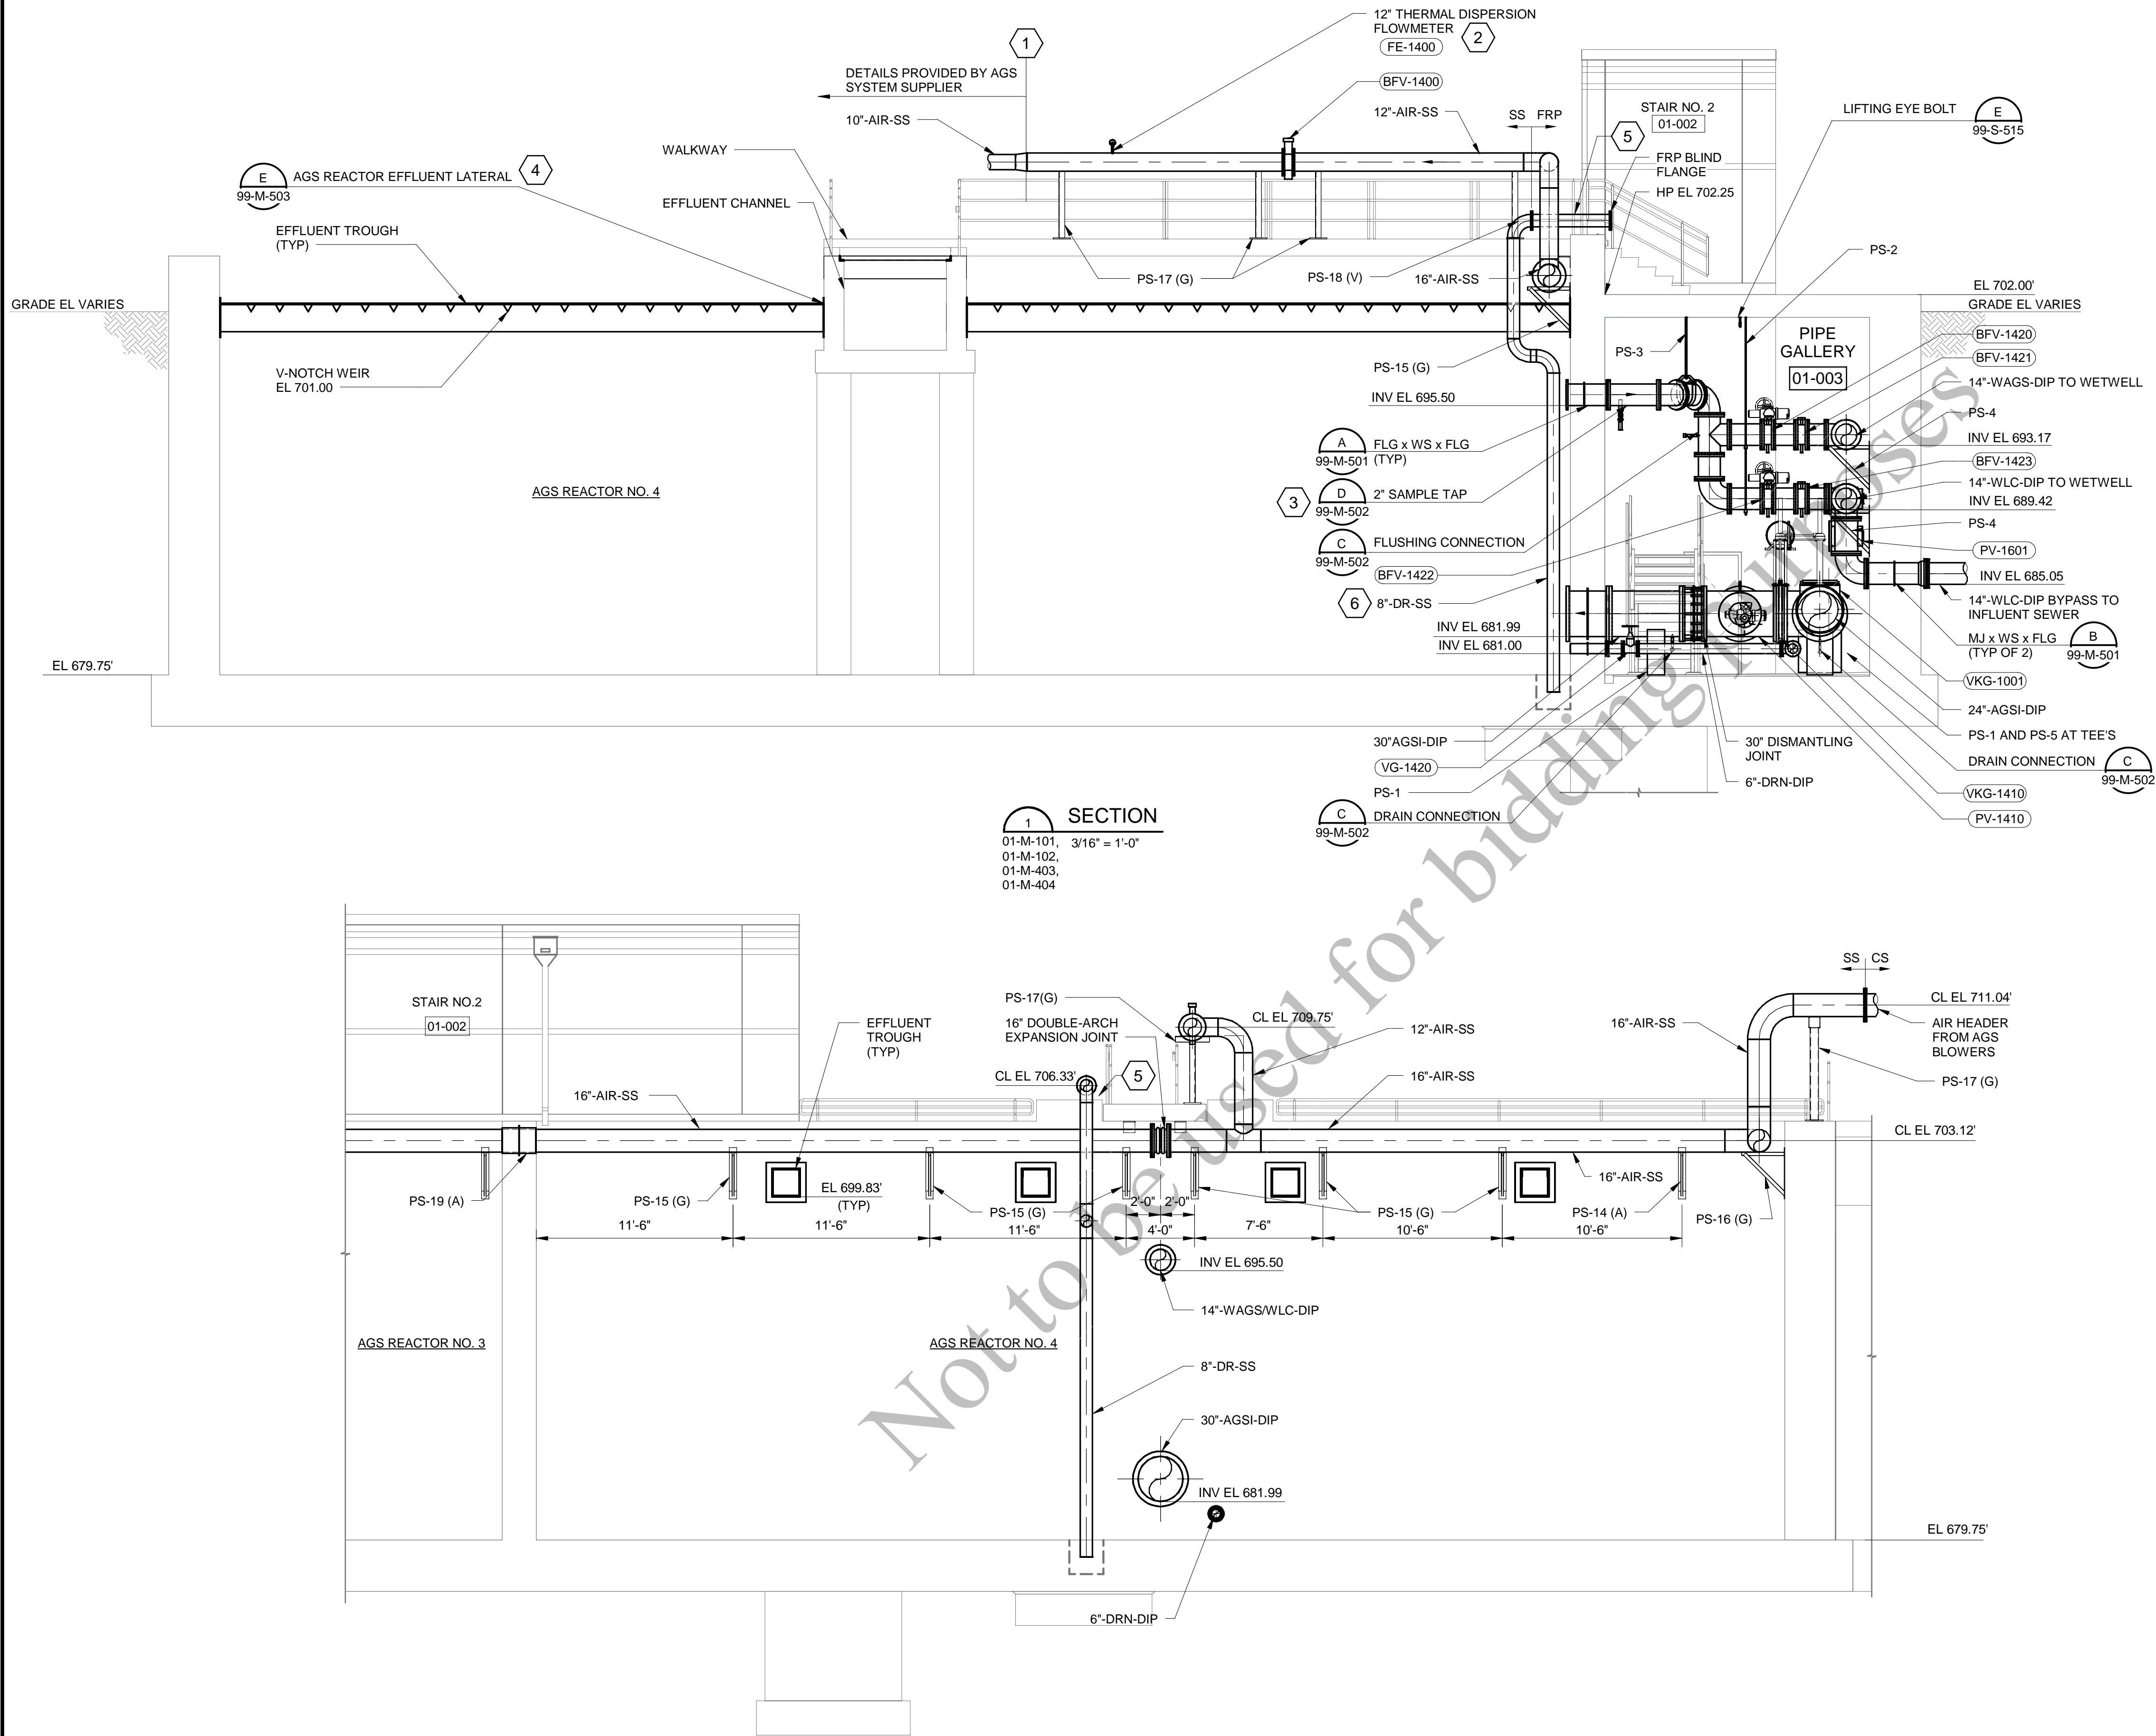 12" THERMAL DISPERSION
FLOWMETER
FE-1400
2
1
DETAILS PROVIDED BY AGS
SYSTEM SUPPLIER
BFV-1400
10"-AIR-SS
12"-AIR-SS
SS FRP
STAIR NO. 2
01-002
5
LIFTING EYE BOLT
E
99-S-515
WALKWAY
FRP BLIND
FLANGE
E
99-M-503
AGS REACTOR EFFLUENT LATERAL
4
HP EL 702.25
EFFLUENT CHANNEL
EFFLUENT TROUGH
(TYP)
PS-2
PS-17 (G)
PS-18 (V)
16"-AIR-SS
EL 702.00'
GRADE EL VARIES
GRADE EL VARIES
PIPE
GALLERY
01-003
BFV-1420
BFV-1421
PS-3
V-NOTCH WEIR
EL 701.00
PS-15 (G)
14"-WAGS-DIP TO WETWELL
INV EL 695.50
PS-4
A
99-M-501
FLG x WS x FLG
(TYP)
INV EL 693.17
BFV-1423
AGS REACTOR NO. 4
3
D
99-M-502
2" SAMPLE TAP
14"-WLC-DIP TO WETWELL
INV EL 689.42
PS-4
C
99-M-502
FLUSHING CONNECTION
PV-1601
BFV-1422
INV EL 685.05
6
8"-DR-SS
14"-WLC-DIP BYPASS TO
INFLUENT SEWER
INV EL 681.99
INV EL 681.00
MJ x WS x FLG
(TYP OF 2)
B
99-M-501
EL 679.75'
VKG-1001
24"-AGSI-DIP
PS-1 AND PS-5 AT TEE'S
30"AGSI-DIP
30" DISMANTLING
JOINT
DRAIN CONNECTION
C
99-M-502
VG-1420
6"-DRN-DIP
PS-1
VKG-1410
C
99-M-502
DRAIN CONNECTION
PV-1410
1
SECTION
01-M-101,
01-M-102,
01-M-403,
01-M-404
3/16" = 1'-0"
Not to be used for bidding purposes
SS CS
STAIR NO.2
01-002
EFFLUENT
TROUGH
(TYP)
PS-17(G)
16" DOUBLE-ARCH
EXPANSION JOINT
CL EL 709.75'
12"-AIR-SS
16"-AIR-SS
CL EL 711.04'
AIR HEADER
FROM AGS
BLOWERS
CL EL 706.33'
5
16"-AIR-SS
PS-17 (G)
16"-AIR-SS
CL EL 703.12'
16"-AIR-SS
PS-19 (A)
PS-15 (G)
EL 699.83'
(TYP)
PS-15 (G)
2'-0" 2'-0"
PS-15 (G)
PS-14 (A)
PS-16 (G)
11'-6"
11'-6"
11'-6"
4'-0"
7'-6"
10'-6"
10'-6"
INV EL 695.50
14"-WAGS/WLC-DIP
AGS REACTOR NO. 3
AGS REACTOR NO. 4
8"-DR-SS
30"-AGSI-DIP
INV EL 681.99
EL 679.75'
6"-DRN-DIP